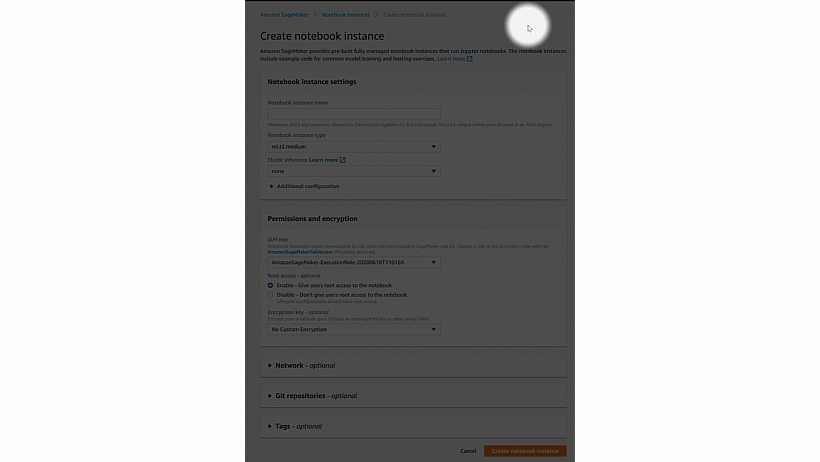 Amazon SageMaker > Notebook instances > Create notebook instance
Create notebook instance
Amazon SageMaker provides pre-built fully managed notebook instances that run Jupyter notebooks. The notebook instances
include example code for common model training and hosting exercises. Learn more
Notebook instance settings
Notebook instance name
Maximum of 63 alphanumeric characters. Can include hyphens (-), but not spaces. Must be unique within your account in an AWS Region.
Notebook instance type
ml.t2.medium
Elastic Inference Learn more
none
Additional configuration
Permissions and encryption
IAM role
Notebook instances require permissions to call other services including SageMaker and S3. Choose a role or let us create a role with the
AmazonSageMakerFullAccess IAM policy attached.
AmazonSageMaker-ExecutionRole-20200618T110169
Root access - optional
Enable - Give users root access to the notebook
Disable - Don't give users root access to the notebook
Lifecycle configurations always have root access
Encryption key - optional
Encrypt your notebook data. Choose an existing KMS key or enter a key's ARN.
No Custom Encryption
Network - optional
Git repositories - optional
Tags - optional
Cancel
Create notebook instance